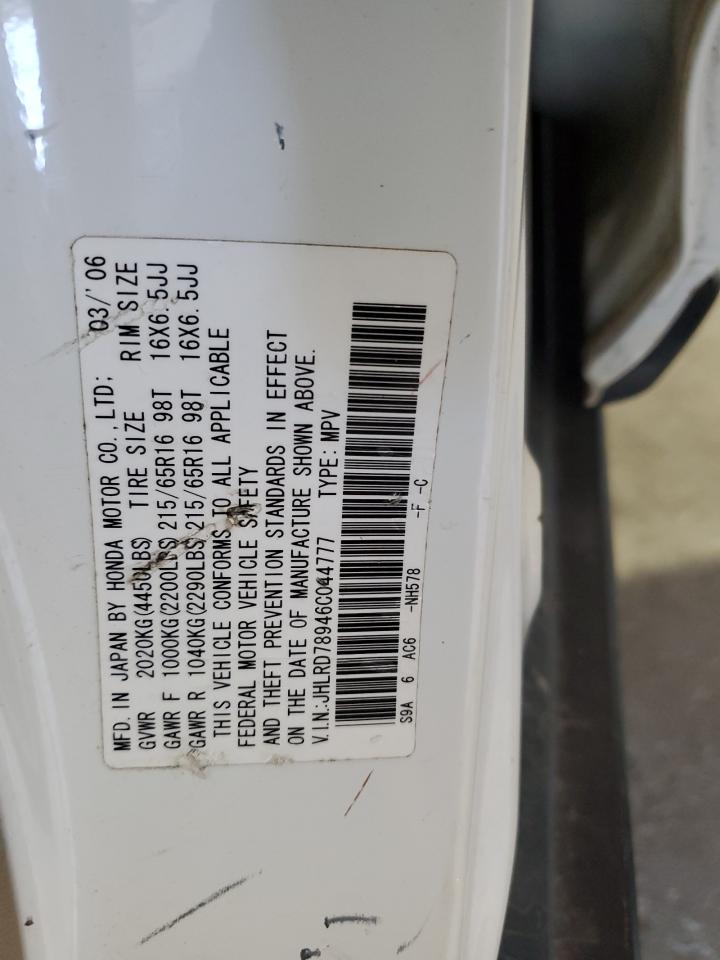 MFD. IN JAPAN BY HONDA MOTOR CO.,LTD; 03/'06
GVWR 2020KG(4450LBS) TIRE SIZE RIM SIZE
GAWR F 1000KG(2200LBS) 215/65R16 98T 16X6.5JJ
GAWR R 1040KG(2290LBS) 215/65R16 98T 16X6.5JJ
THIS VEHICLE CONFORMS TO ALL APPLICABLE
FEDERAL MOTOR VEHICLE SAFETY
AND THEFT PREVENTION STANDARDS IN EFFECT
ON THE DATE OF MANUFACTURE SHOWN ABOVE.
V.I.N.:JHLRD78946C044777 TYPE: MPV
S9A 6 AC6 -NH578 -F -C